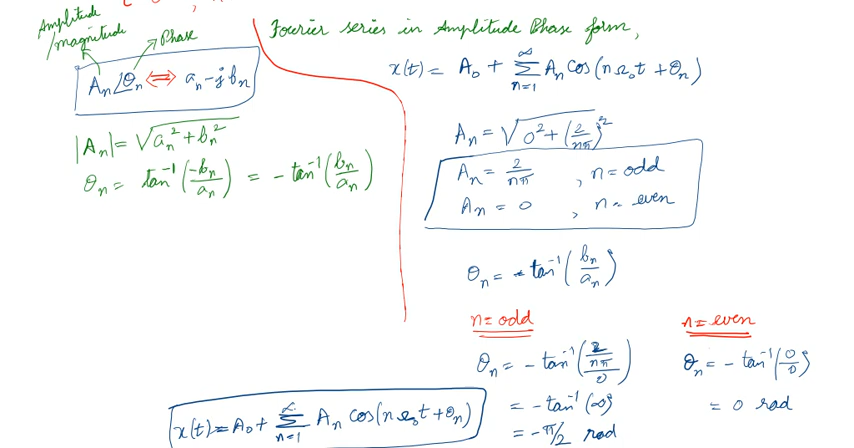 Amplitude
/magnitude
Phase
Aₙ∠θₙ ⇔ aₙ-jbₙ
|Aₙ| = √(aₙ² + bₙ²)
θₙ = tan⁻¹(-bₙ/aₙ) = -tan⁻¹(bₙ/aₙ)
Fourier series in Amplitude Phase form,
x(t) = A₀ + ∑_{n=1}^{∞} Aₙ cos(nΩ₀t + θₙ)
Aₙ = √(0² + (2/nπ)²)
Aₙ = 2/nπ , n = odd
Aₙ = 0 , n = even
θₙ = -tan⁻¹(bₙ/aₙ)
n = odd
θₙ = -tan⁻¹((2/nπ)/0)
= -tan⁻¹(∞)
= -π/2 rad
n = even
θₙ = -tan⁻¹(0/0)
= 0 rad
x(t) = A₀ + ∑_{n=1}^{∞} Aₙ cos(nΩ₀t + θₙ)